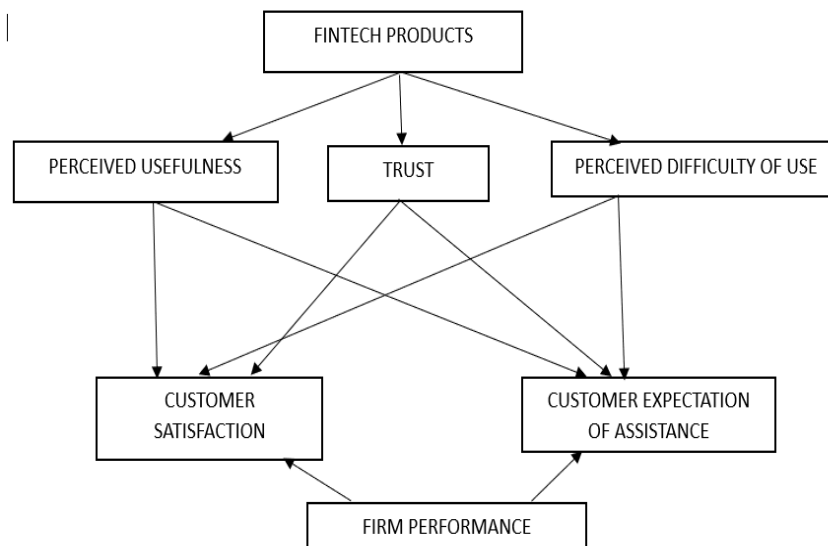 FINTECH PRODUCTS
PERCEIVED USEFULNESS
TRUST
PERCEIVED DIFFICULTY OF USE
CUSTOMER
SATISFACTION
CUSTOMER EXPECTATION
OF ASSISTANCE
FIRM PERFORMANCE